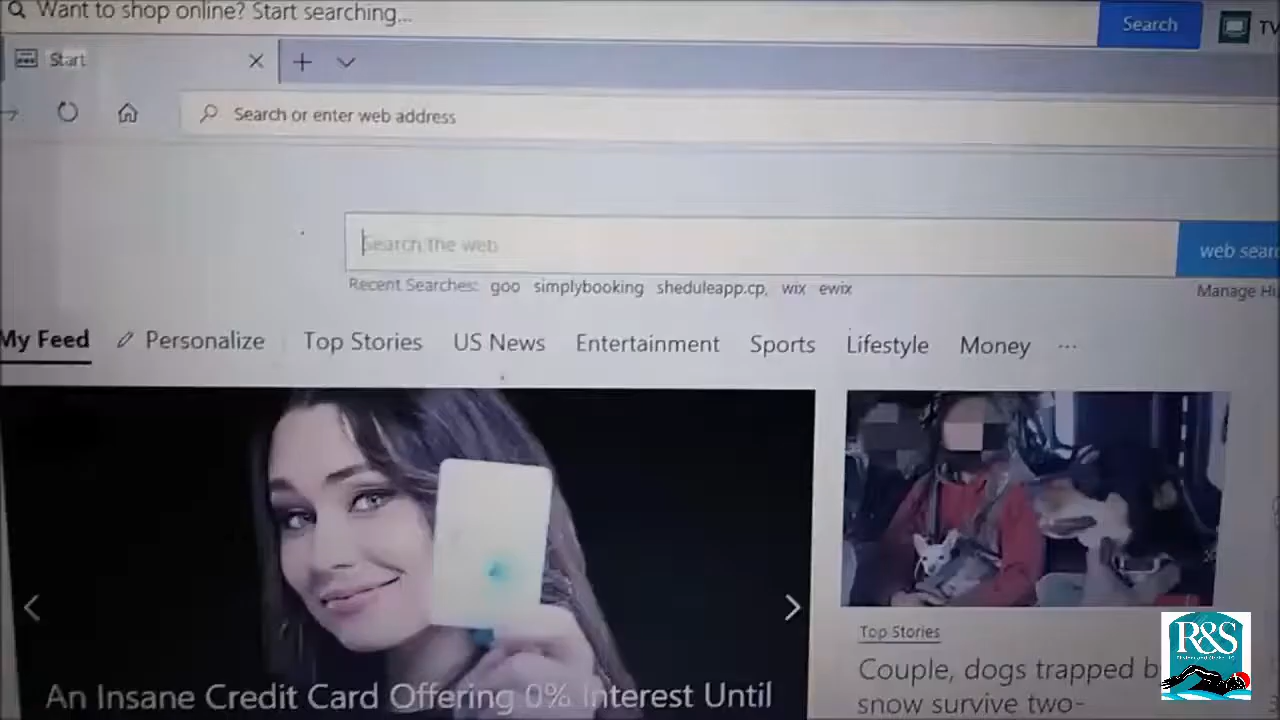 Want to shop online? Start searching...
Search
TV
Start
Search or enter web address
Search the web
web sear
Recent Searches: goo simplybooking sheduleapp.cp, wix ewix
Manage Hi
My Feed Personalize Top Stories US News Entertainment Sports Lifestyle Money ...
An Insane Credit Card Offering 0% Interest Until
Top Stories
Couple, dogs trapped b
snow survive two-
R&S